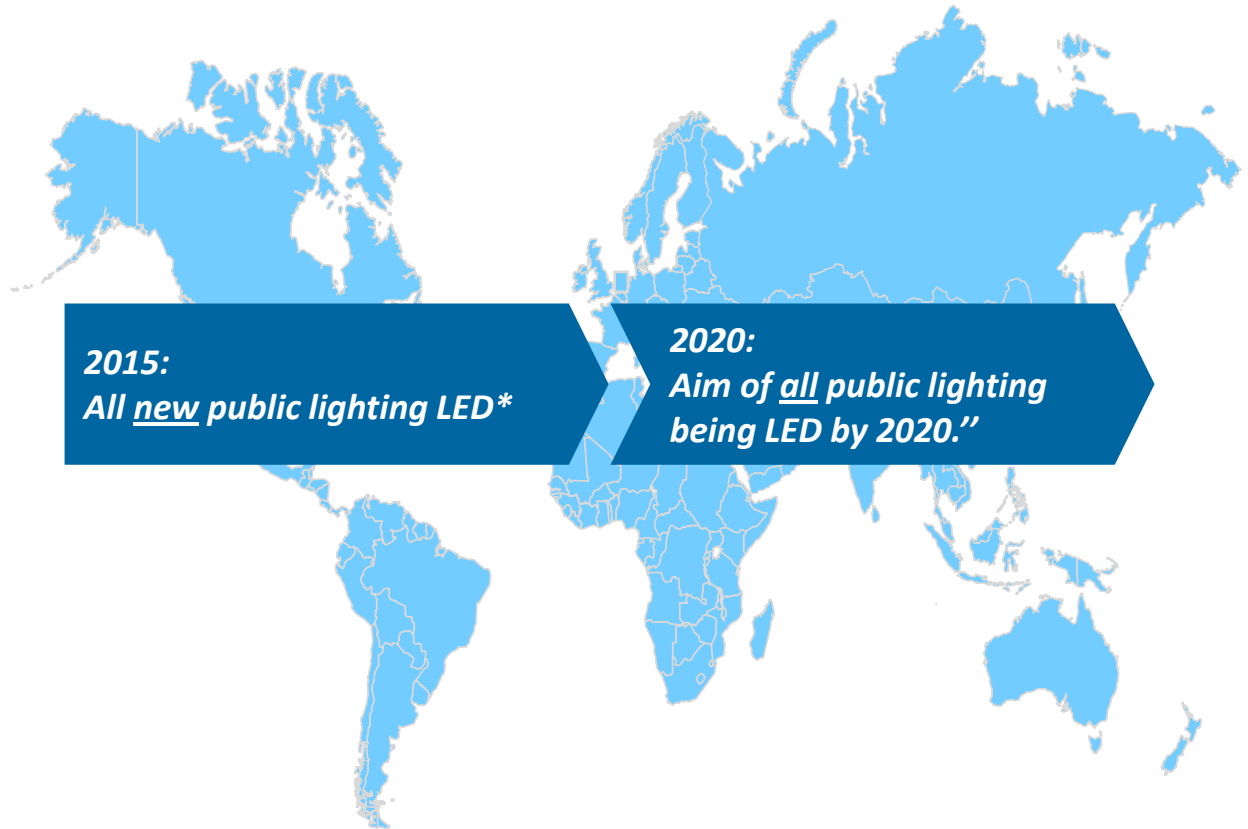 2015:
All new public lighting LED*
2020:
Aim of all public lighting
being LED by 2020.’’